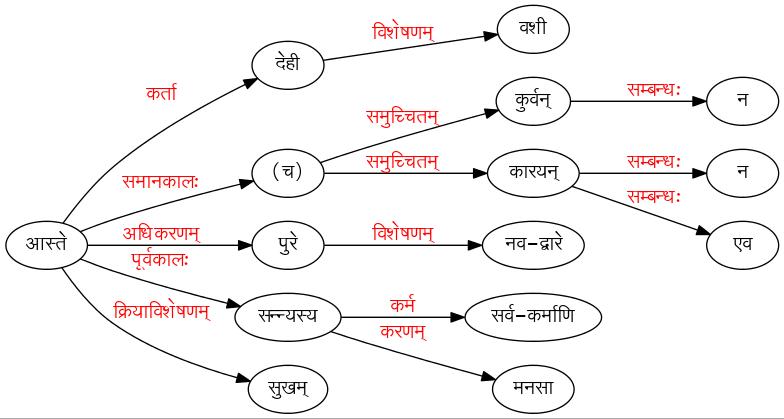 वशी
विशेषणम्
देही
कर्ता
कुर्वन्
सम्बन्धः
न
समुच्चितम्
(च)
समानकालः
समुच्चितम्
कारयन्
सम्बन्धः
न
सम्बन्धः
एव
आस्ते
अधिकरणम्
पुरे
विशेषणम्
नव-द्वारे
पूर्वकालः
सन्न्यस्य
कर्म
सर्व-कर्माणि
करणम्
मनसा
क्रियाविशेषणम्
सुखम्